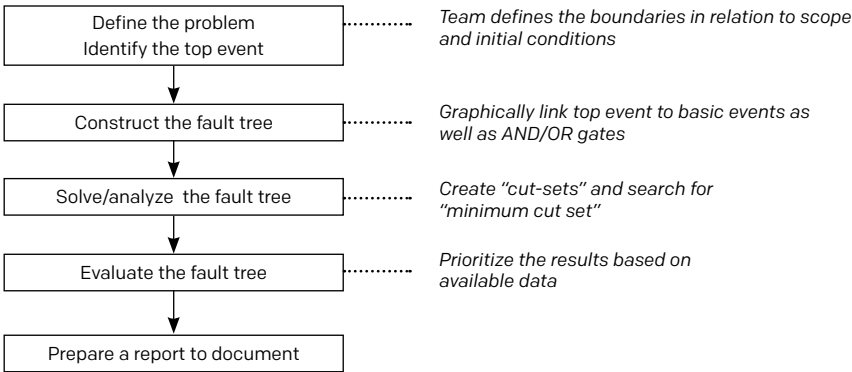 Define the problem
Identify the top event
Team defines the boundaries in relation to scope
and initial conditions
Construct the fault tree
Graphically link top event to basic events as
well as AND/OR gates
Solve/analyze the fault tree
Create “cut-sets” and search for
“minimum cut set”
Evaluate the fault tree
Prioritize the results based on
available data
Prepare a report to document